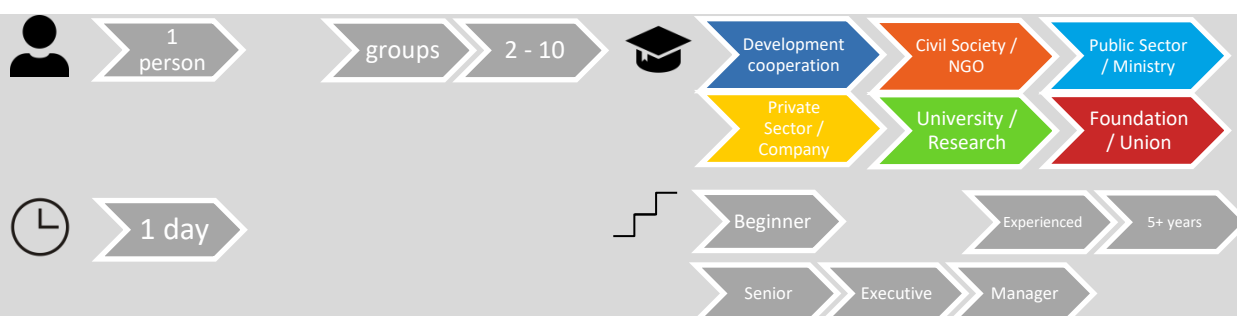 1
person
groups
2 - 10
Development
cooperation
Civil Society /
NGO
Public Sector
/ Ministry
Private
Sector /
Company
University /
Research
Foundation
/ Union
1 day
Beginner
Experienced
5+ years
Senior
Executive
Manager